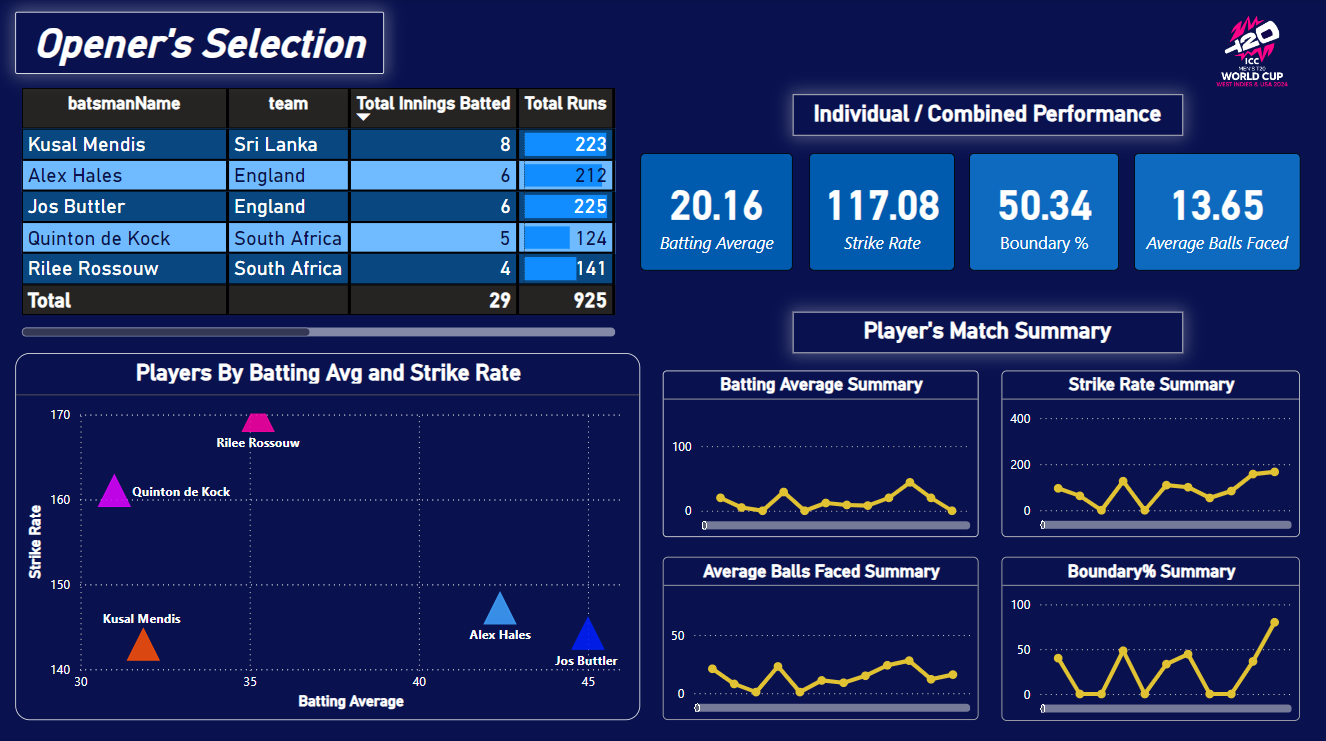 Opener's Selection
T20
ICC
MEN'S T20
WORLD CUP
WEST INDIES & USA 2024
batsmanName team Total Innings Batted Total Runs
Kusal Mendis Sri Lanka 8 223
Alex Hales England 6 212
Jos Buttler England 6 225
Quinton de Kock South Africa 5 124
Rilee Rossouw South Africa 4 141
Total 29 925
Individual / Combined Performance
20.16 117.08 50.34 13.65
Batting Average Strike Rate Boundary % Average Balls Faced
Players By Batting Avg and Strike Rate
170
Rilee Rossouw
160
Quinton de Kock
Strike Rate
150
Kusal Mendis
Alex Hales
Jos Buttler
140
30 35 40 45
Batting Average
Player's Match Summary
Batting Average Summary
100
0
Strike Rate Summary
400
200
0
Average Balls Faced Summary
50
0
Boundary% Summary
100
50
0